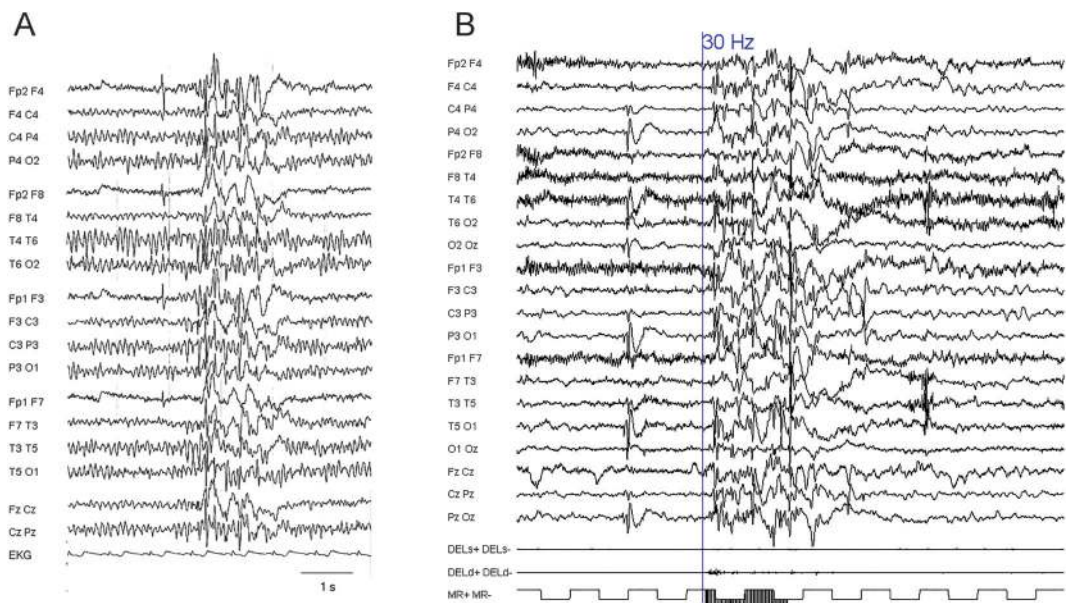 A
Fp2 F4
F4 C4
C4 P4
P4 O2
Fp2 F8
F8 T4
T4 T6
T6 O2
Fp1 F3
F3 C3
C3 P3
P3 O1
Fp1 F7
F7 T3
T3 T5
T5 O1
Fz Cz
Cz Pz
EKG
1 s
B
30 Hz
Fp2 F4
F4 C4
C4 P4
P4 O2
Fp2 F8
F8 T4
T4 T6
T6 O2
O2 Oz
Fp1 F3
F3 C3
C3 P3
P3 O1
Fp1 F7
F7 T3
T3 T5
T5 O1
O1 Oz
Fz Cz
Cz Pz
Pz Oz
DELs+ DELs-
DELd+ DELd-
MR+ MR-